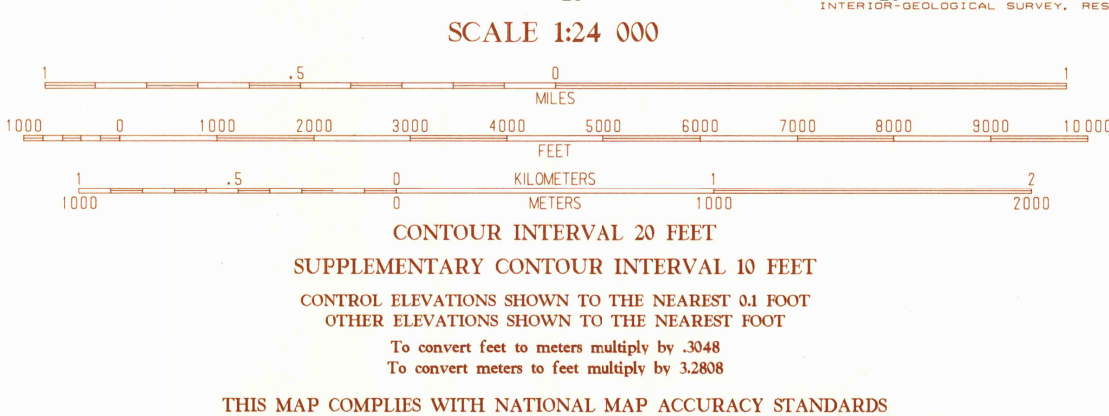 INTERIOR-GEOLOGICAL SURVEY, RES
SCALE 1:24 000
1 .5 0 1
MILES
1000 0 1000 2000 3000 4000 5000 6000 7000 8000 9000 10 000
FEET
1 .5 0 KILOMETERS 1 2
1000 0 METERS 1000 2000
CONTOUR INTERVAL 20 FEET
SUPPLEMENTARY CONTOUR INTERVAL 10 FEET
CONTROL ELEVATIONS SHOWN TO THE NEAREST 0.1 FOOT
OTHER ELEVATIONS SHOWN TO THE NEAREST FOOT
To convert feet to meters multiply by .3048
To convert meters to feet multiply by 3.2808
THIS MAP COMPLIES WITH NATIONAL MAP ACCURACY STANDARDS